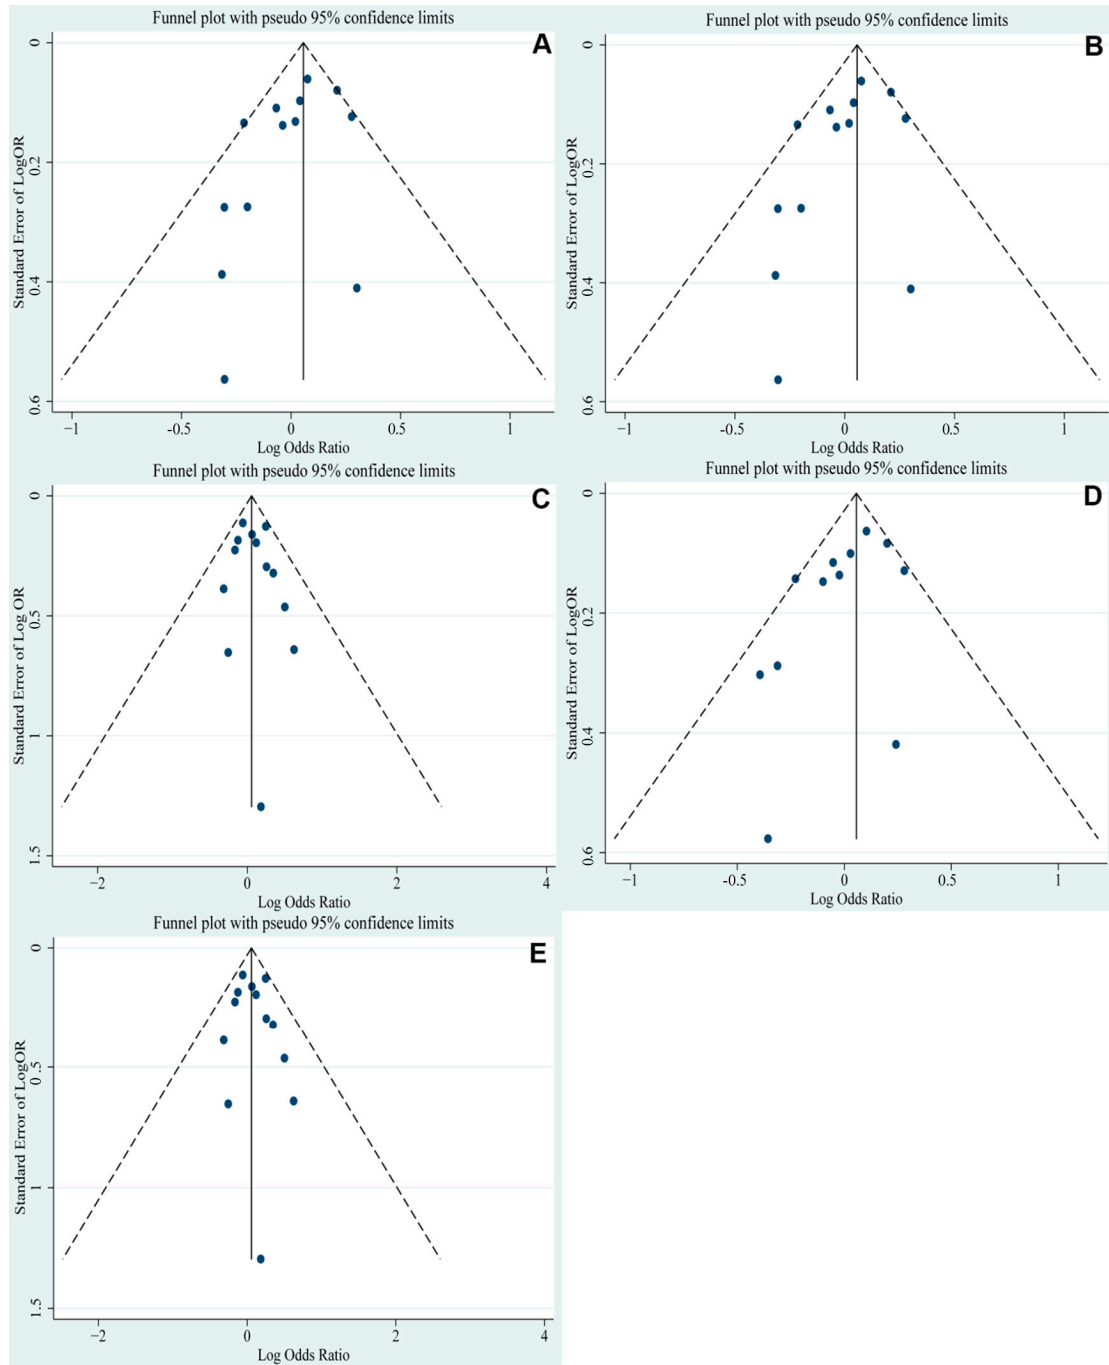 Funnel plot with pseudo 95% confidence limits
A
0
0.2
0.4
0.6
Standard Error of LogOR
−1
-0.5
0
0.5
1
Log Odds Ratio
Funnel plot with pseudo 95% confidence limits
B
0
0.2
0.4
0.6
Standard Error of LogOR
−1
-0.5
0
0.5
1
Log Odds Ratio
Funnel plot with pseudo 95% confidence limits
C
0
0.5
1
1.5
Standard Error of LogOR
−2
0
2
4
Log Odds Ratio
Funnel plot with pseudo 95% confidence limits
D
0
0.2
0.4
0.6
Standard Error of LogOR
−1
-0.5
0
0.5
1
Log Odds Ratio
Funnel plot with pseudo 95% confidence limits
E
0
0.5
1
1.5
Standard Error of LogOR
−2
0
2
4
Log Odds Ratio